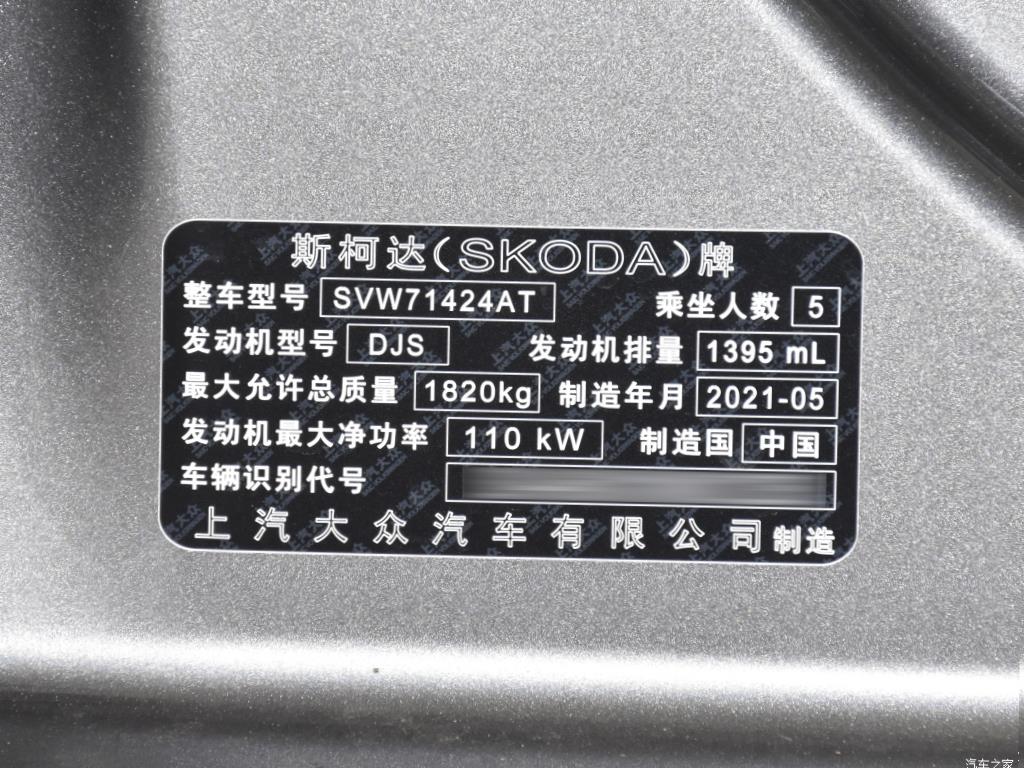 斯柯达(SKODA)牌
整车型号 SVW71424AT 乘坐人数 5
发动机型号 DJS 发动机排量 1395 mL
最大允许总质量 1820kg 制造年月 2021-05
发动机最大净功率 110 kW 制造国 中国
车辆识别代号
上汽大众汽车有限公司制造
汽车之家